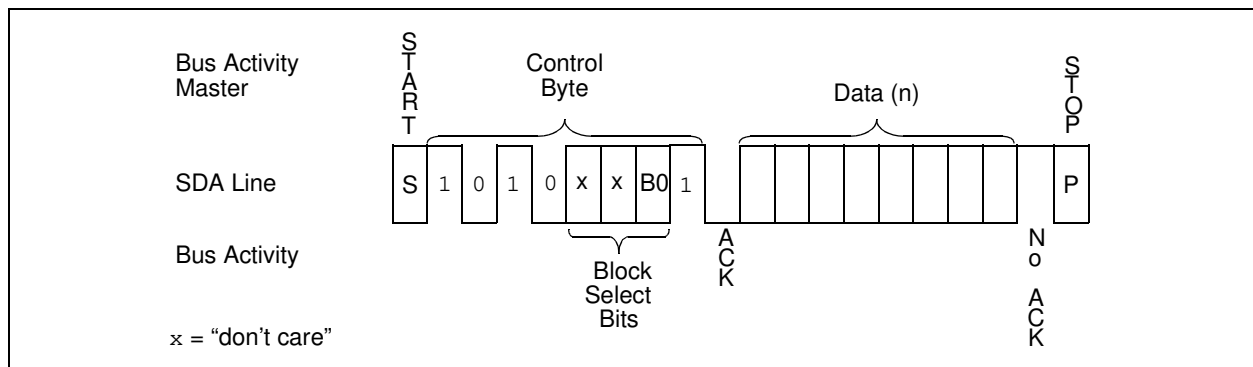 Bus Activity
Master
START
Control
Byte
Data (n)
STOP
SDA Line
S 1 0 1 0 x x B0 1 P
Bus Activity
ACK
No ACK
Block
Select
Bits
x = “don’t care”